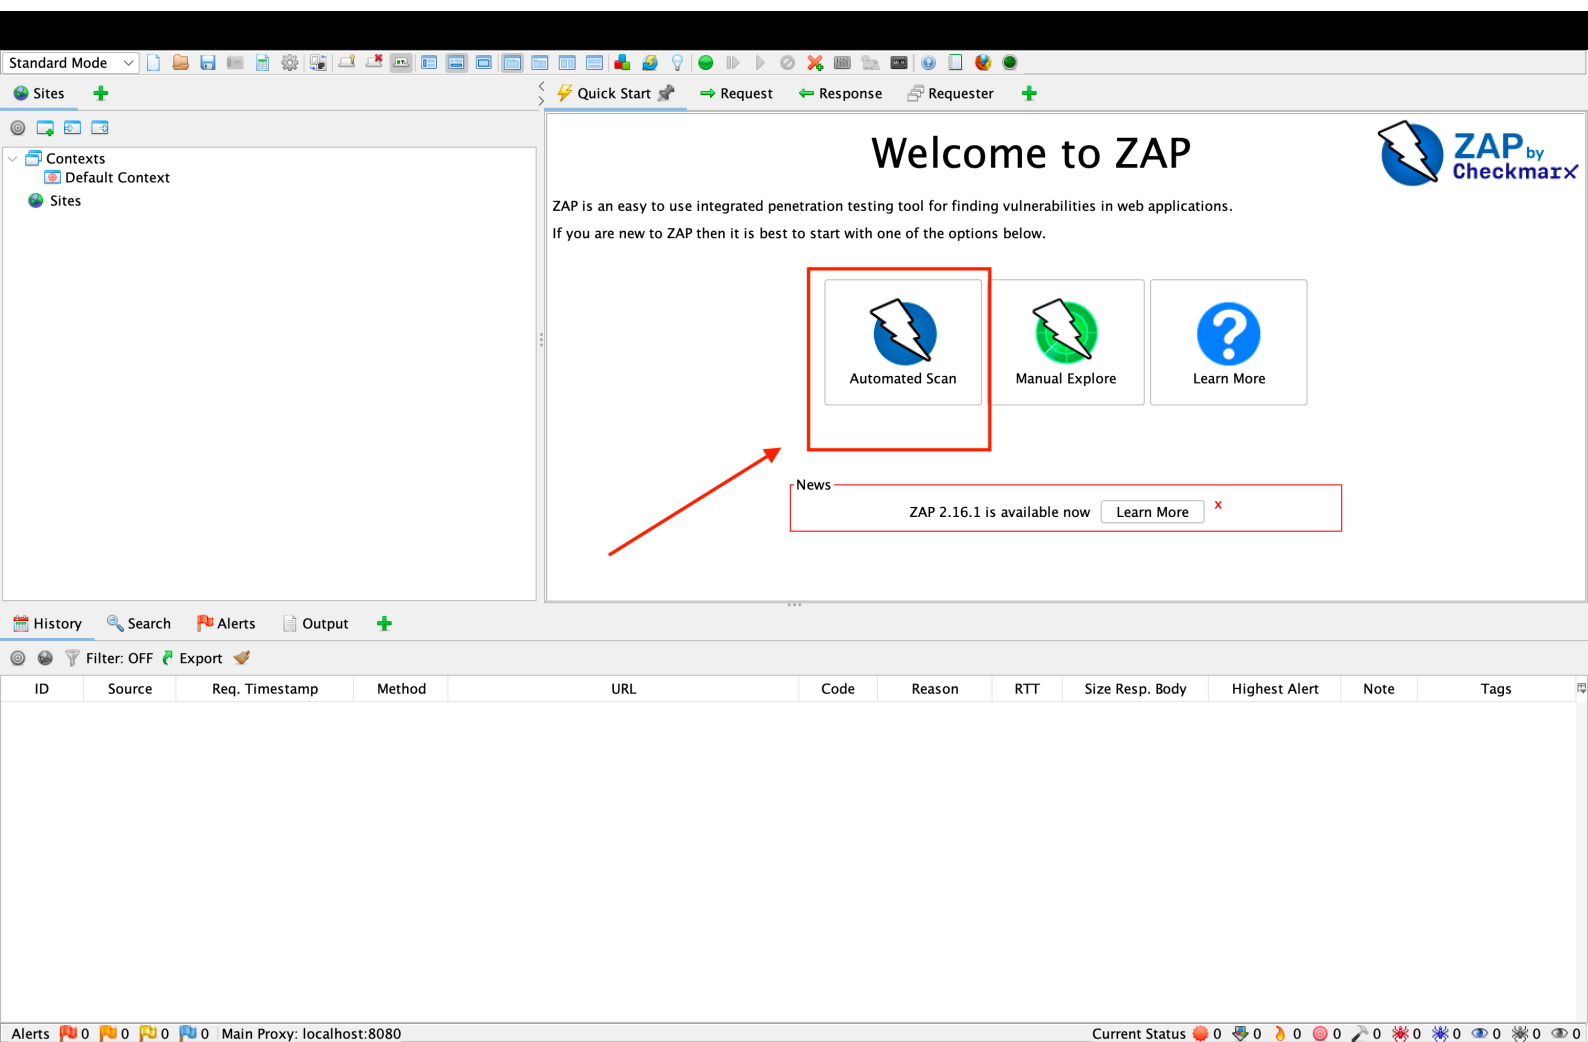 Standard Mode
Sites
Quick Start
Request
Response
Requester
Contexts
Default Context
Sites
Welcome to ZAP
ZAP by
Checkmarx
ZAP is an easy to use integrated penetration testing tool for finding vulnerabilities in web applications.
If you are new to ZAP then it is best to start with one of the options below.
Automated Scan
Manual Explore
Learn More
News
ZAP 2.16.1 is available now
Learn More
x
History
Search
Alerts
Output
Filter: OFF
Export
ID
Source
Req. Timestamp
Method
URL
Code
Reason
RTT
Size Resp. Body
Highest Alert
Note
Tags
Alerts 0 0 0 0 Main Proxy: localhost:8080
Current Status 0 0 0 0 0 0 0 0 0 0